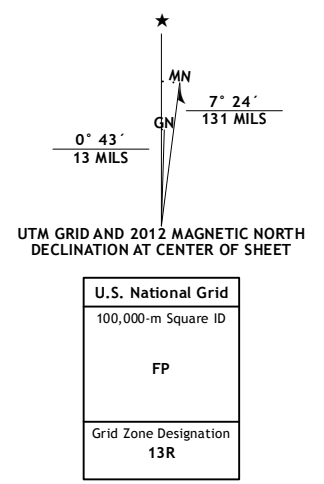 MN
GN
7° 24´
131 MILS
0° 43´
13 MILS
UTM GRID AND 2012 MAGNETIC NORTH
DECLINATION AT CENTER OF SHEET
U.S. National Grid
100,000-m Square ID
FP
Grid Zone Designation
13R